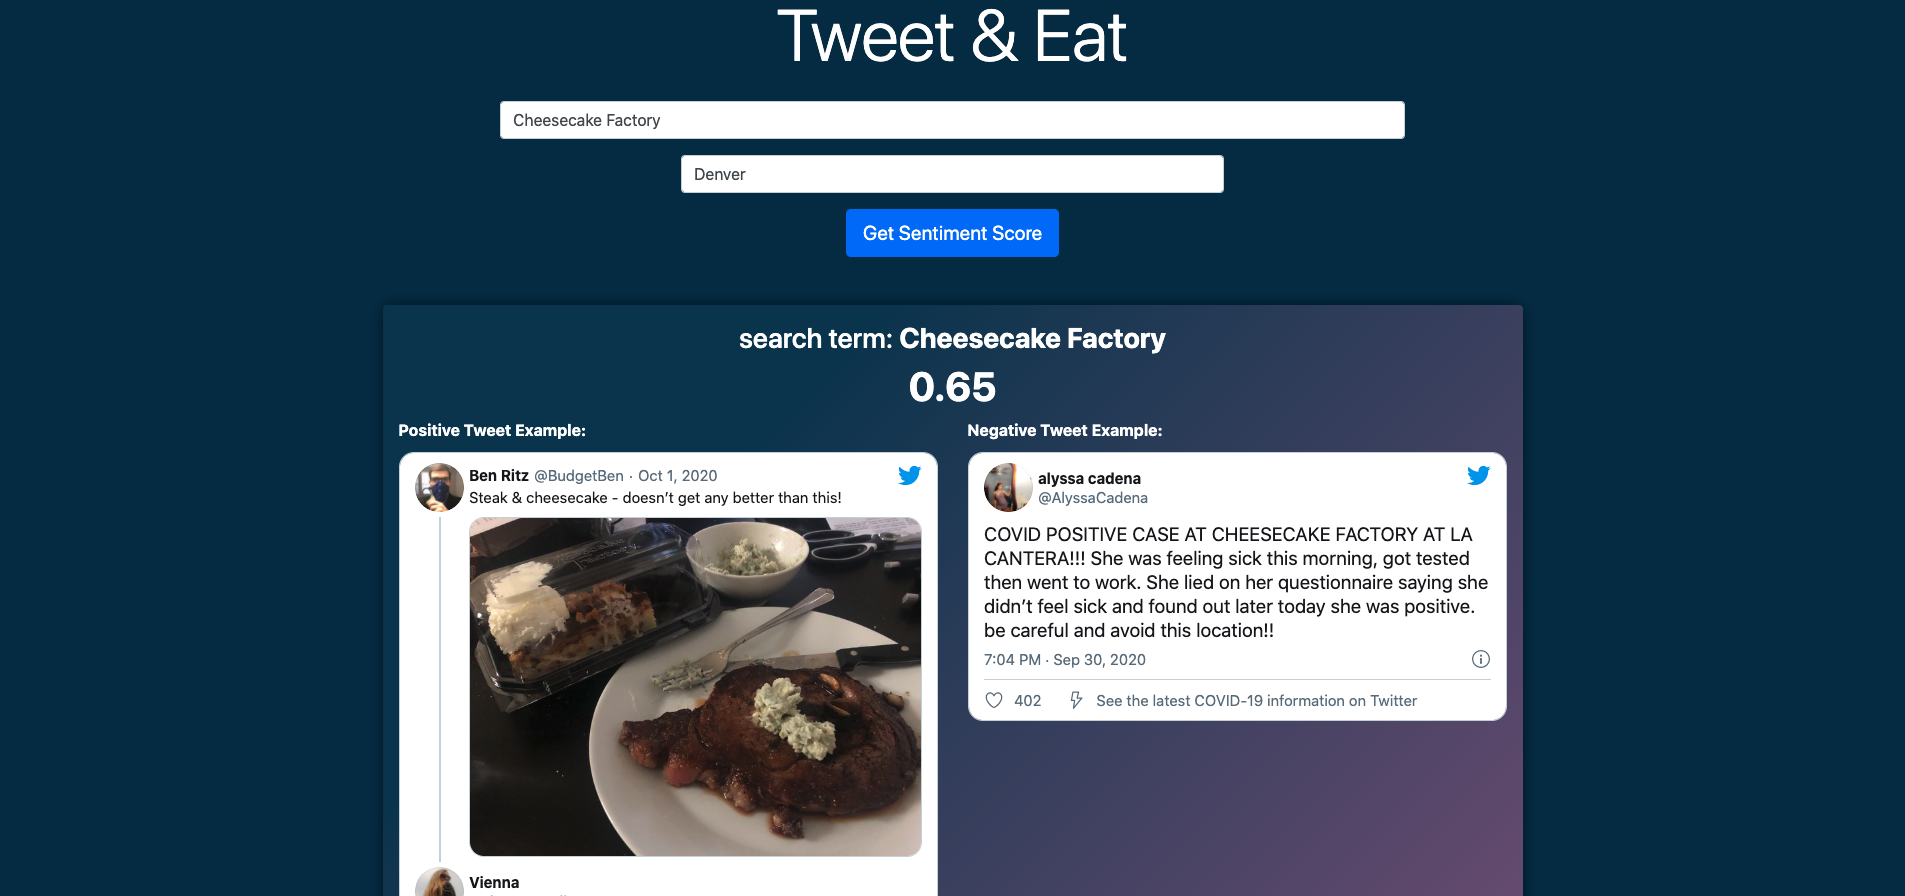 Tweet & Eat
Cheesecake Factory
Denver
Get Sentiment Score
search term: Cheesecake Factory
0.65
Positive Tweet Example:
Ben Ritz @BudgetBen · Oct 1, 2020
Steak & cheesecake - doesn’t get any better than this!
Vienna
Negative Tweet Example:
alyssa cadena
@AlyssaCadena
COVID POSITIVE CASE AT CHEESECAKE FACTORY AT LA
CANTERA!!! She was feeling sick this morning, got tested
then went to work. She lied on her questionnaire saying she
didn’t feel sick and found out later today she was positive.
be careful and avoid this location!!
7:04 PM · Sep 30, 2020
402 See the latest COVID-19 information on Twitter